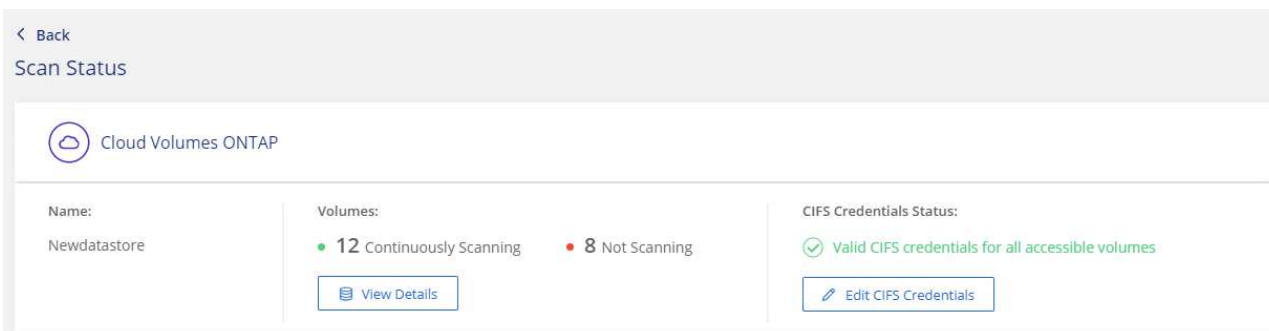 Back
Scan Status
Cloud Volumes ONTAP
Name:
Newdatastore
Volumes:
12 Continuously Scanning
8 Not Scanning
View Details
CIFS Credentials Status:
Valid CIFS credentials for all accessible volumes
Edit CIFS Credentials